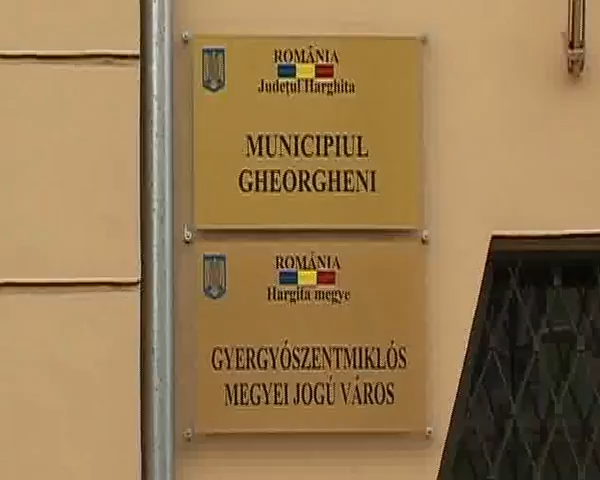 ROMÂNIA
Județul Harghita
MUNICIPIUL
GHEORGHENI
ROMÂNIA
Hargita megye
GYERGYÓSZENTMIKLÓS
MEGYEI JOGÚ VÁROS